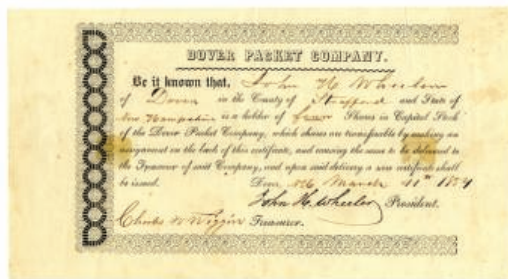 DOVER PACKET COMPANY.
Be it known that, John H Wheeler
of Dover in the County of Strafford and State of
New Hampshire is a holder of Shares in Capital Stock
of the Dover Packet Company, which shares are transferable by making an
assignment on the back of this certificate, and causing the same to be delivered to
the Treasurer of said Company, and upon said delivery a new certificate shall
be issued. Dover, NH March 11th
John H. Wheeler President.
Charles W Wiggin Treasurer.